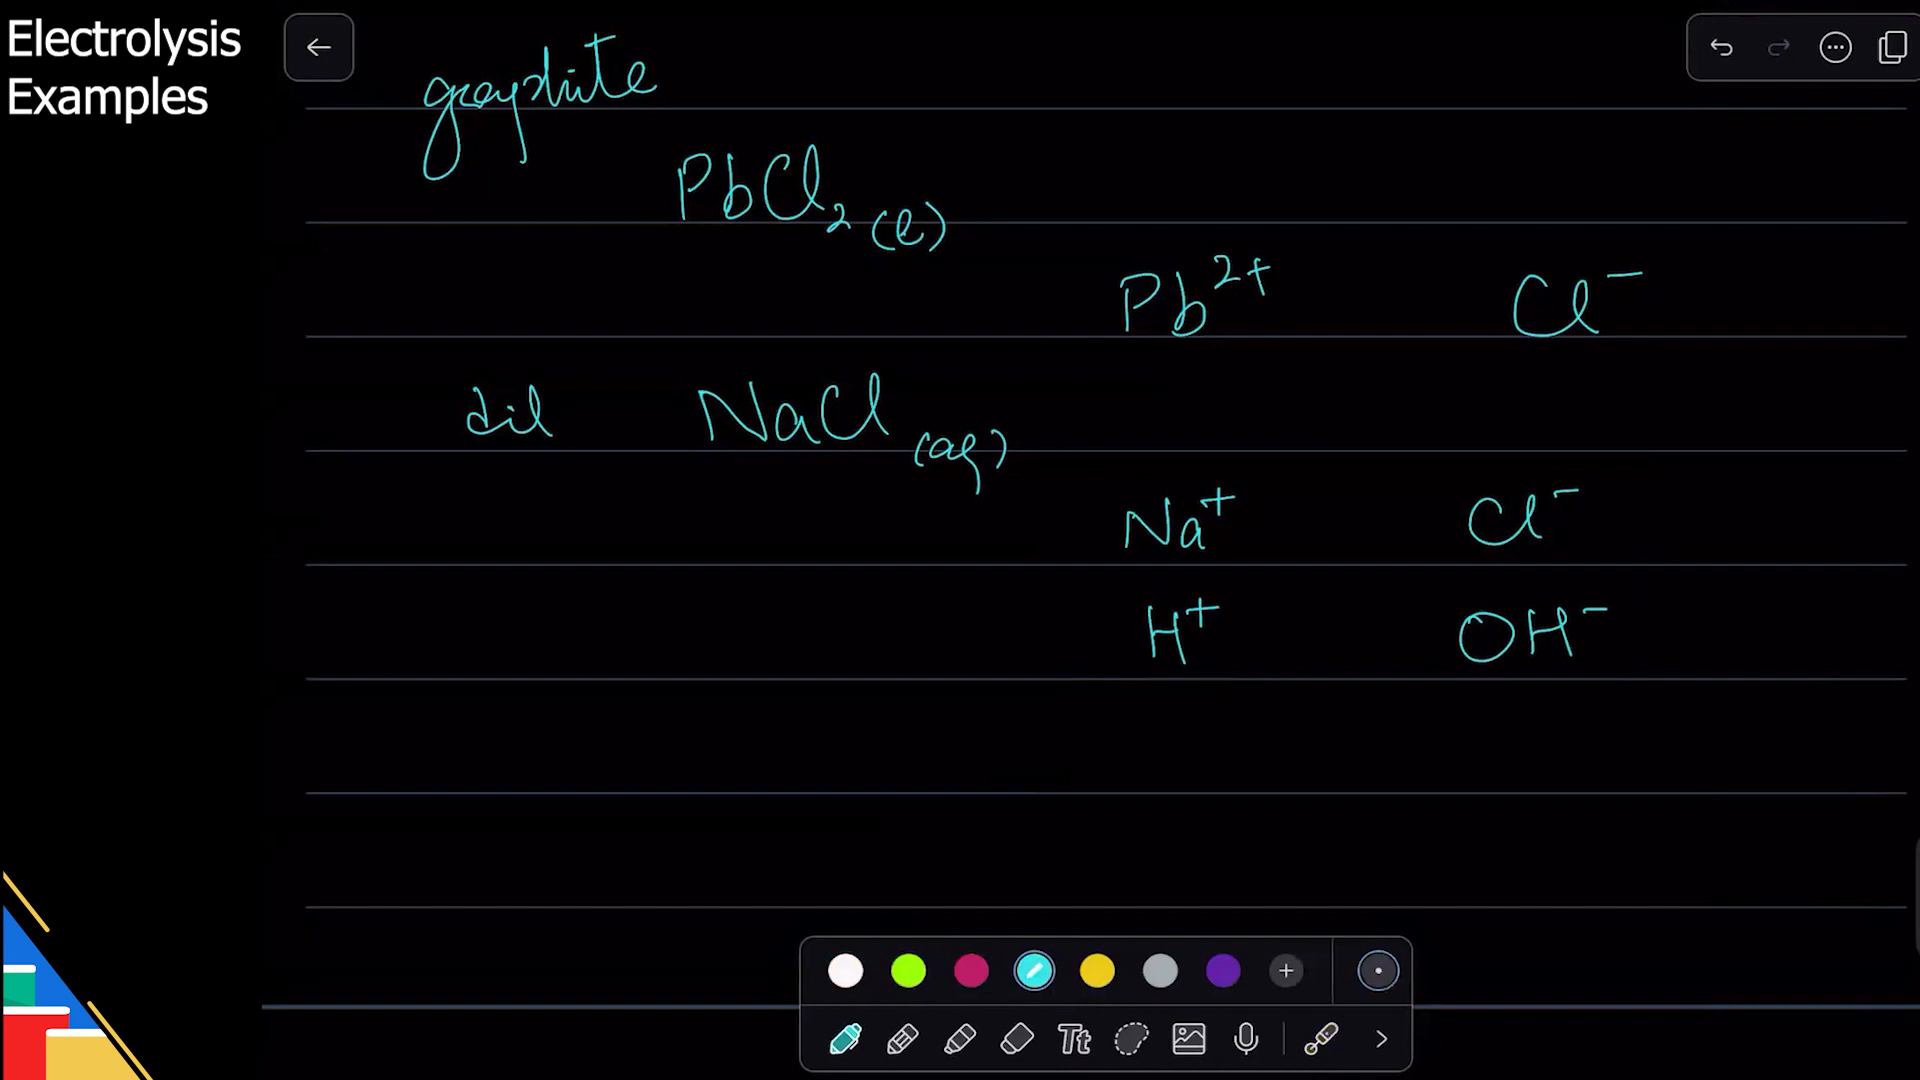 Electrolysis
Examples
graphite
PbCl₂(l)
Pb²⁺ Cl⁻
dil NaCl(aq)
Na⁺ Cl⁻
H⁺ OH⁻
Tt